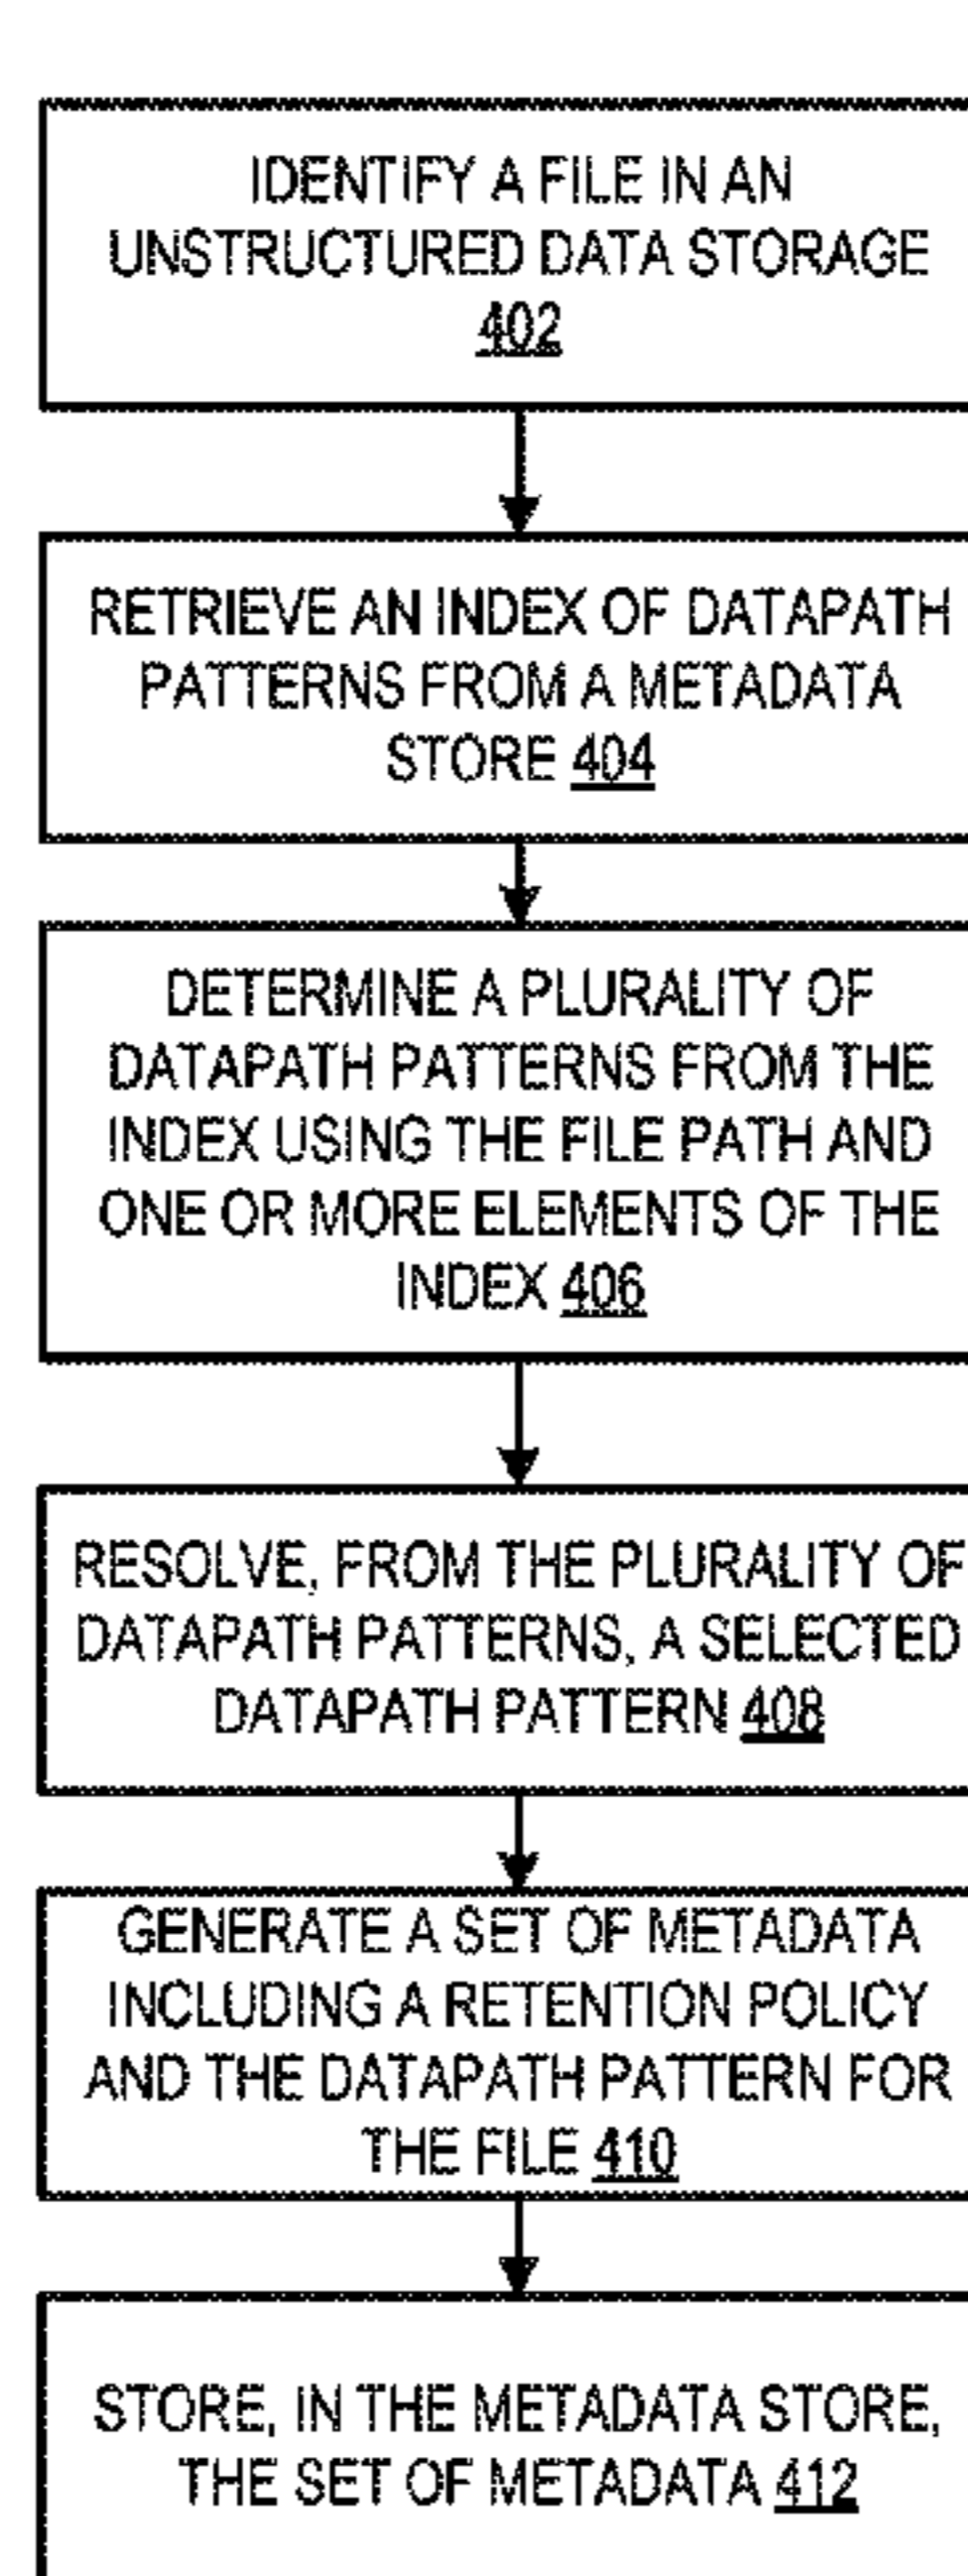 IDENTIFY A FILE IN AN
UNSTRUCTURED DATA STORAGE
402
RETRIEVE AN INDEX OF DATAPATH
PATTERNS FROM A METADATA
STORE 404
DETERMINE A PLURALITY OF
DATAPATH PATTERNS FROM THE
INDEX USING THE FILE PATH AND
ONE OR MORE ELEMENTS OF THE
INDEX 406
RESOLVE, FROM THE PLURALITY OF
DATAPATH PATTERNS, A SELECTED
DATAPATH PATTERN 408
GENERATE A SET OF METADATA
INCLUDING A RETENTION POLICY
AND THE DATAPATH PATTERN FOR
THE FILE 410
STORE, IN THE METADATA STORE,
THE SET OF METADATA 412